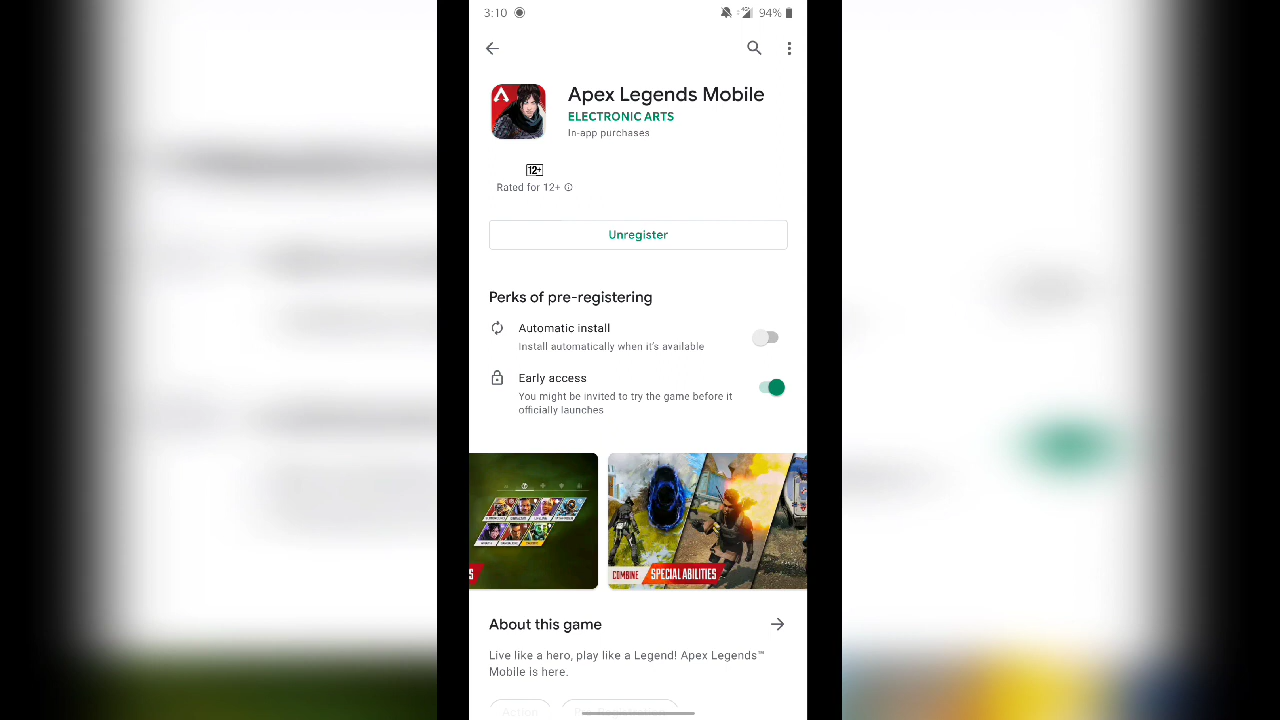 3:10
94%
Apex Legends Mobile
ELECTRONIC ARTS
In-app purchases
12+
Rated for 12+
Unregister
Perks of pre-registering
Automatic install
Install automatically when it's available
Early access
You might be invited to try the game before it
officially launches
S
COMBINE SPECIAL ABILITIES
About this game
Live like a hero, play like a Legend! Apex Legends™
Mobile is here.
Action